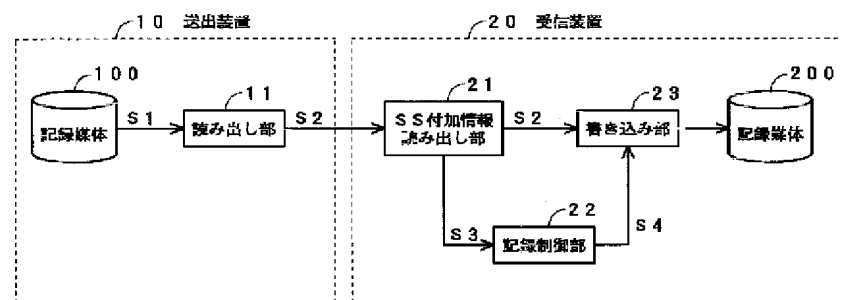 10 送出装置
20 受信装置
100
記録媒体
S1
11
読み出し部
S2
21
SS付加情報
読み出し部
S2
23
書き込み部
200
記録媒体
S3
22
記録制御部
S4